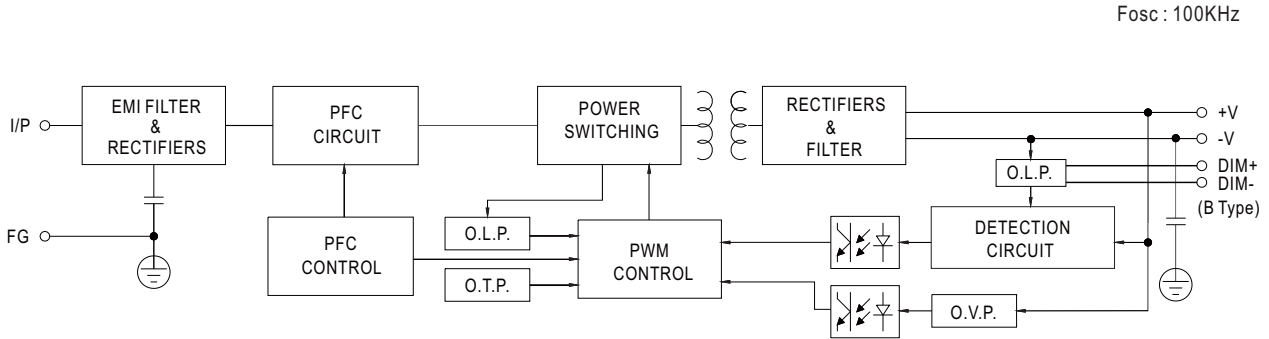 Fosc : 100KHz
I/P
EMI FILTER
&
RECTIFIERS
PFC
CIRCUIT
POWER
SWITCHING
RECTIFIERS
&
FILTER
+V
-V
O.L.P.
DIM+
DIM-
(B Type)
FG
PFC
CONTROL
O.L.P.
O.T.P.
PWM
CONTROL
DETECTION
CIRCUIT
O.V.P.